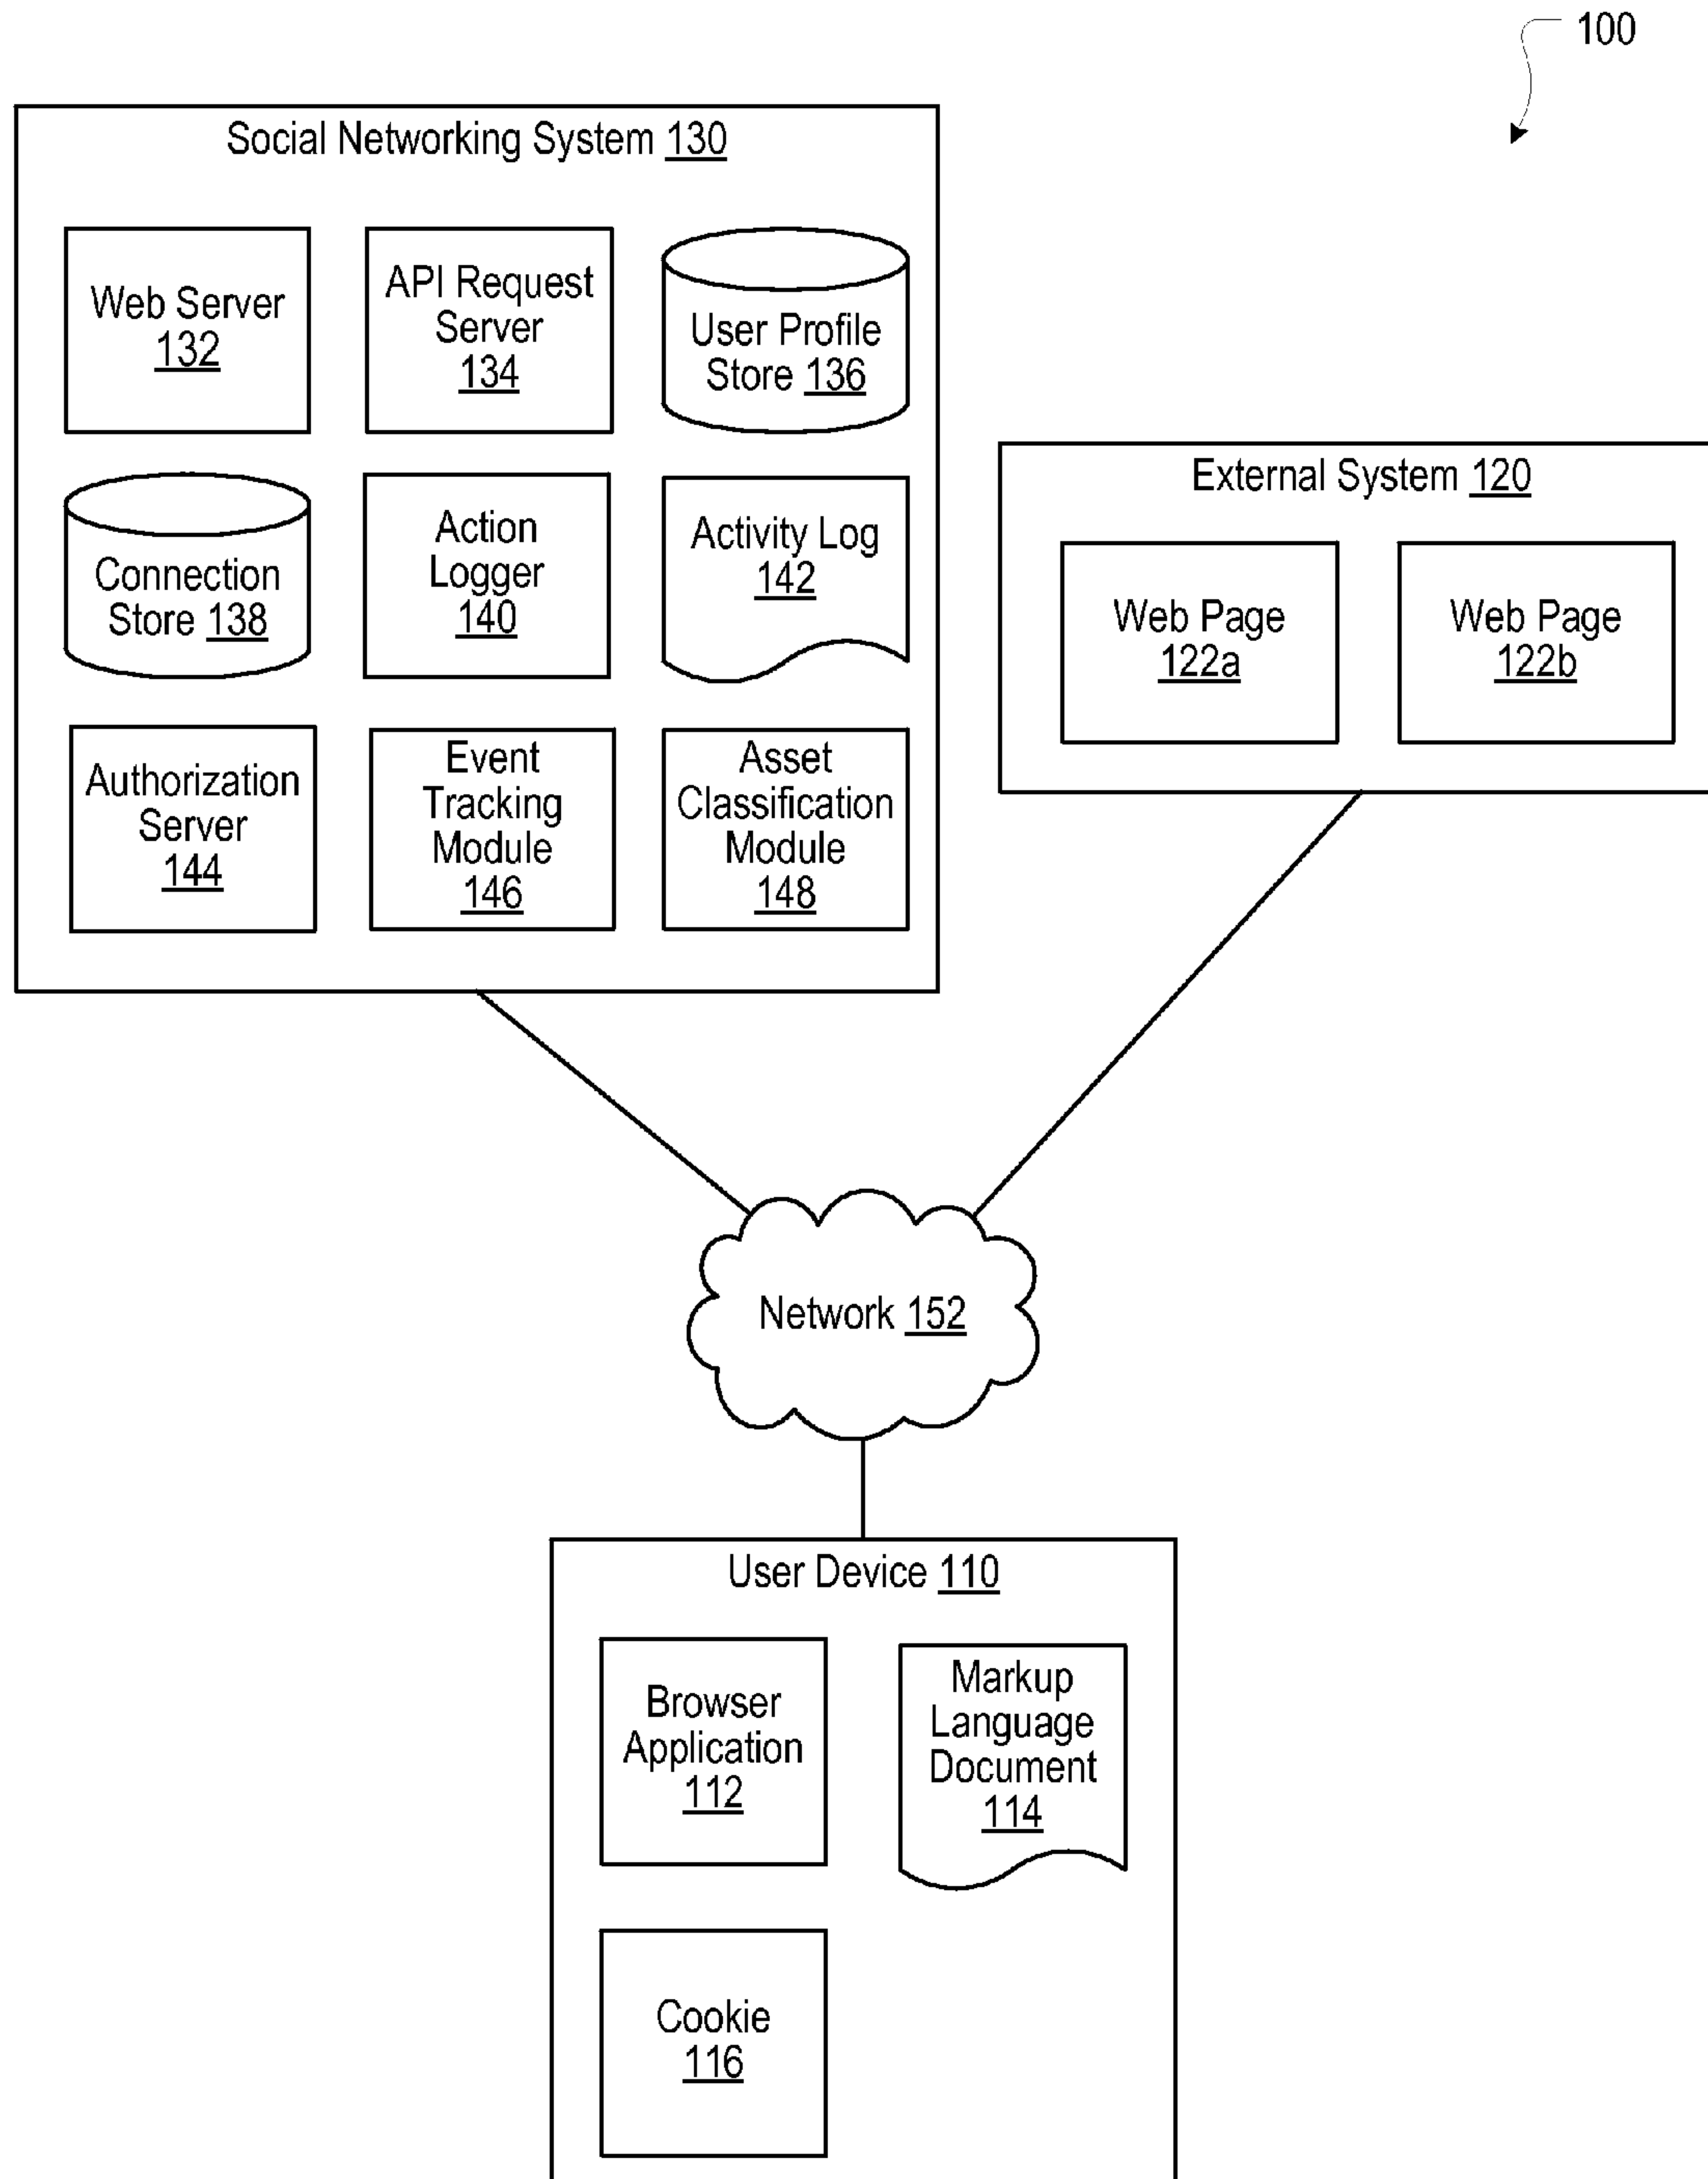 100
Social Networking System 130
Web Server
132
API Request
Server
134
User Profile
Store 136
Connection
Store 138
Action
Logger
140
Activity Log
142
Authorization
Server
144
Event
Tracking
Module
146
Asset
Classification
Module
148
External System 120
Web Page
122a
Web Page
122b
Network 152
User Device 110
Browser
Application
112
Markup
Language
Document
114
Cookie
116